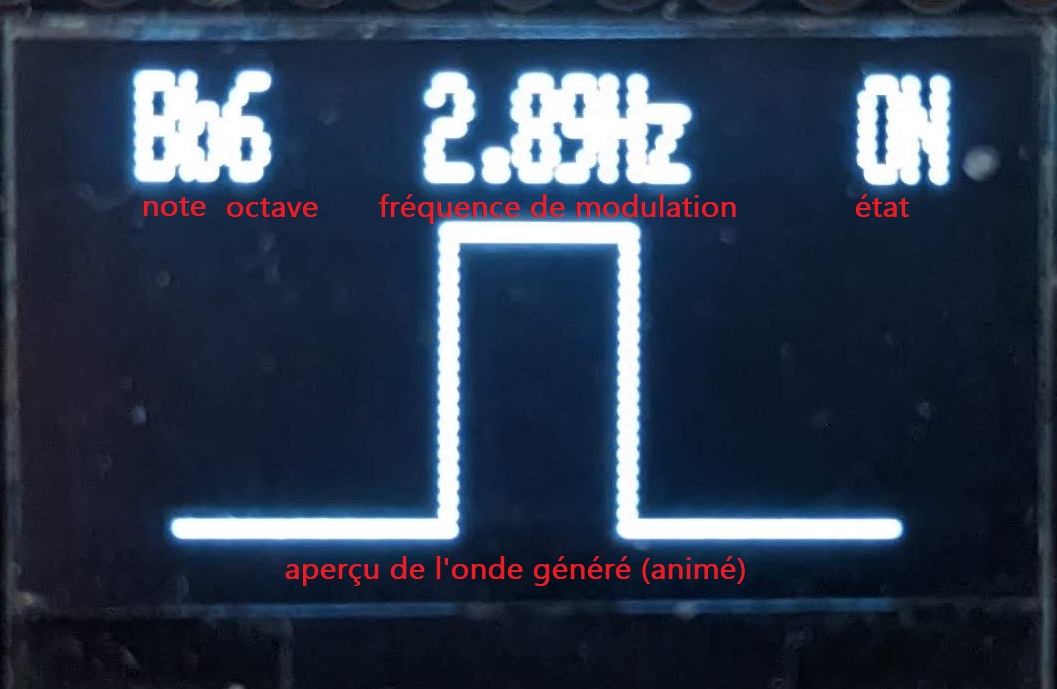 Bb6 2.89Hz ON
note octave fréquence de modulation état
aperçu de l'onde généré (animé)